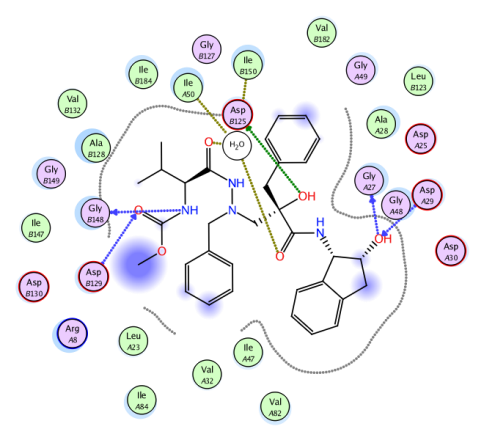 Val
B182
Gly
B127
Ile
B150
Ile
B184
Gly
A49
Leu
B123
Ile
A50
Val
B132
Asp
B125
Ala
A28
Asp
A25
Ala
B128
H2O
Gly
B149
O
NH
OH
Gly
A27
Asp
A29
Gly
A48
Gly
B148
O
NH
N
NH
OH
Ile
B147
O
O
Asp
A30
Asp
B129
Asp
B130
Arg
A8
Leu
A23
Ile
A47
Val
A32
Ile
A84
Val
A82